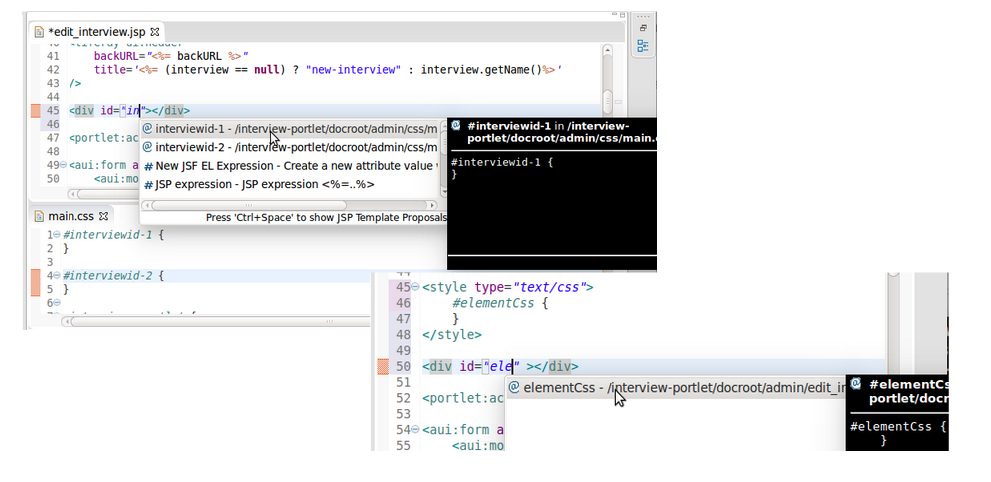 *edit_interview.jsp
41 backURL="<%= backURL %>"
42 title='<%= (interview == null) ? "new-interview" : interview.getName()%>'
43 />
44
45 <div id="in"></div>
46
47 <portlet:ac
48
49 <aui:form a
50 <aui:mo
@ interviewid-1 - /interview-portlet/docroot/admin/css/m
@ interviewid-2 - /interview-portlet/docroot/admin/css/m
# New JSF EL Expression - Create a new attribute value
# JSP expression - JSP expression <%=..%>
Press 'Ctrl+Space' to show JSP Template Proposals
@ #interviewid-1 in /interview-
portlet/docroot/admin/css/main.
#interviewid-1 {
}
main.css
1 #interviewid-1 {
2 }
3
4 #interviewid-2 {
5 }
6
45 <style type="text/css">
46 #elementCss {
47 }
48 </style>
49
50 <div id="ele" ></div>
51
52 <portlet:ac
53
54 <aui:form a
55 <aui:mo
@ elementCss - /interview-portlet/docroot/admin/edit_in
@ #elementCs
portlet/docr
#elementCss {
}